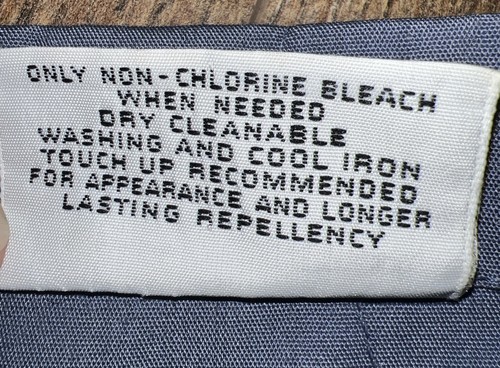 ONLY NON-CHLORINE BLEACH
WHEN NEEDED
DRY CLEANABLE
WASHING AND COOL IRON
TOUCH UP RECOMMENDED
FOR APPEARANCE AND LONGER
LASTING REPELLENCY